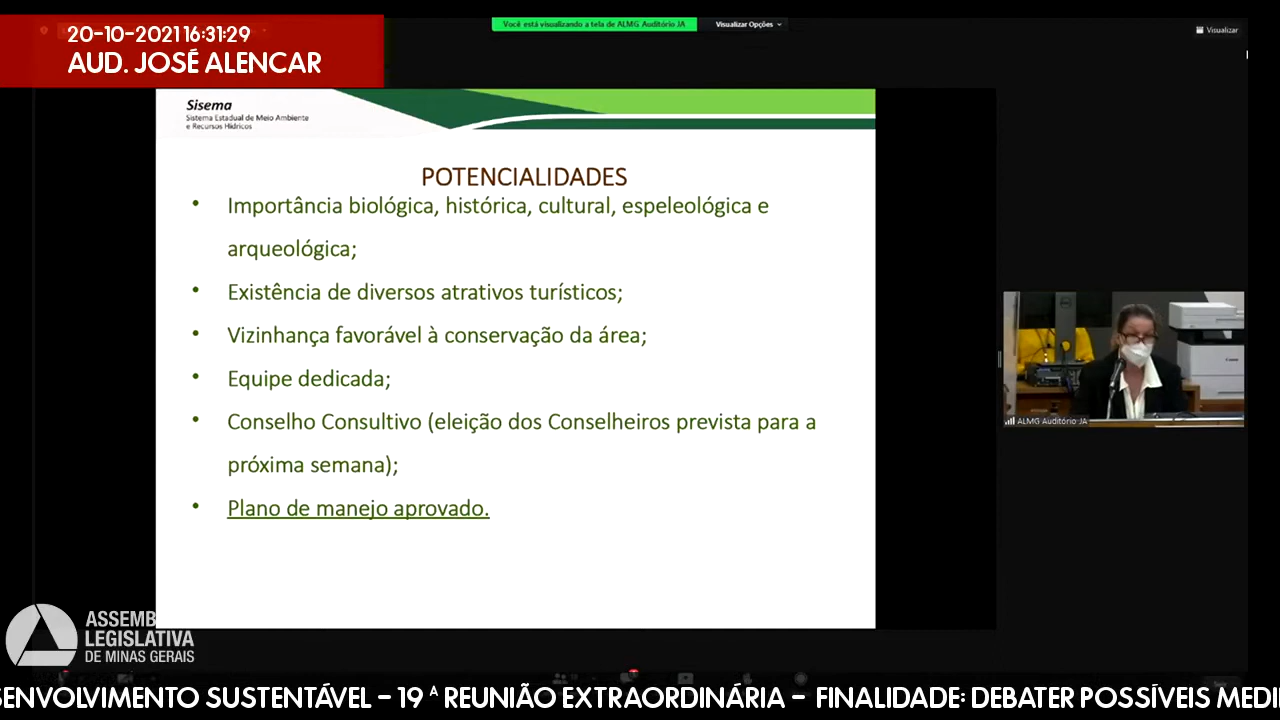 20-10-2021 16:31:29
AUD. JOSÉ ALENCAR
Você está visualizando a tela de ALMG Auditório JA
Visualizar Opções
Visualizar
Sisema
Sistema Estadual de Meio Ambiente
e Recursos Hídricos
POTENCIALIDADES
• Importância biológica, histórica, cultural, espeleológica e
arqueológica;
• Existência de diversos atrativos turísticos;
• Vizinhança favorável à conservação da área;
• Equipe dedicada;
• Conselho Consultivo (eleição dos Conselheiros prevista para a
próxima semana);
• Plano de manejo aprovado.
ALMG Auditório JA
ASSEMB
LEGISLATIVA
DE MINAS GERAIS
SENVOLVIMENTO SUSTENTÁVEL - 19 ª REUNIÃO EXTRAORDINÁRIA - FINALIDADE: DEBATER POSSÍVEIS MEDI